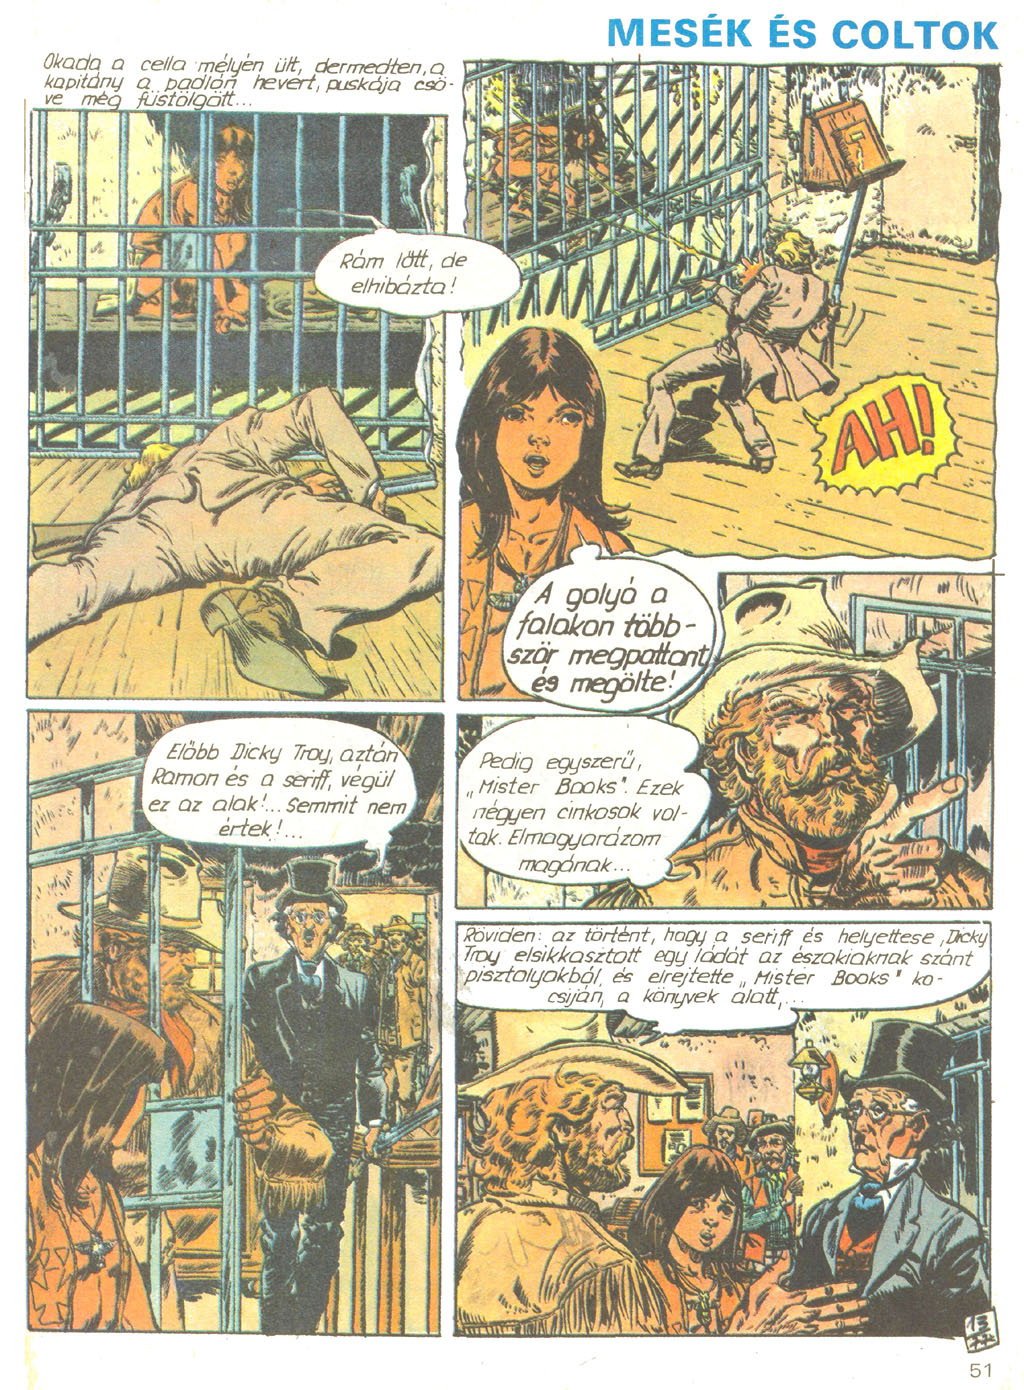 MESÉK ÉS COLTOK
Okada a cella mélyén ült, dermedten, a
kapitány a padlón hevert, puskája csö-
ve még füstölgött...
Rám lőtt, de
elhibázta!
AH!
A golyó a
falakon több-
ször megpattant
és megölte!
Előbb Dicky Troy, aztán
Ramon és a seriff, végül
ez az alak!... Semmit nem
értek!...
Pedig egyszerű,
„Mister Books". Ezek
négyen cinkosok vol-
tak. Elmagyarázom
magának...
Röviden: az történt, hogy a seriff és helyettese, Dicky
Troy elsikkasztott egy ládát az északiaknak szánt
pisztolyokból, és elrejtette „Mister Books" ko-
csiján, a könyvek alatt,...
13
77
51